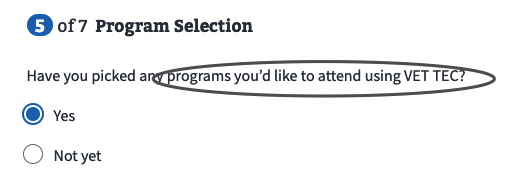 5 of 7 Program Selection
Have you picked any programs you'd like to attend using VET TEC?
Yes
Not yet